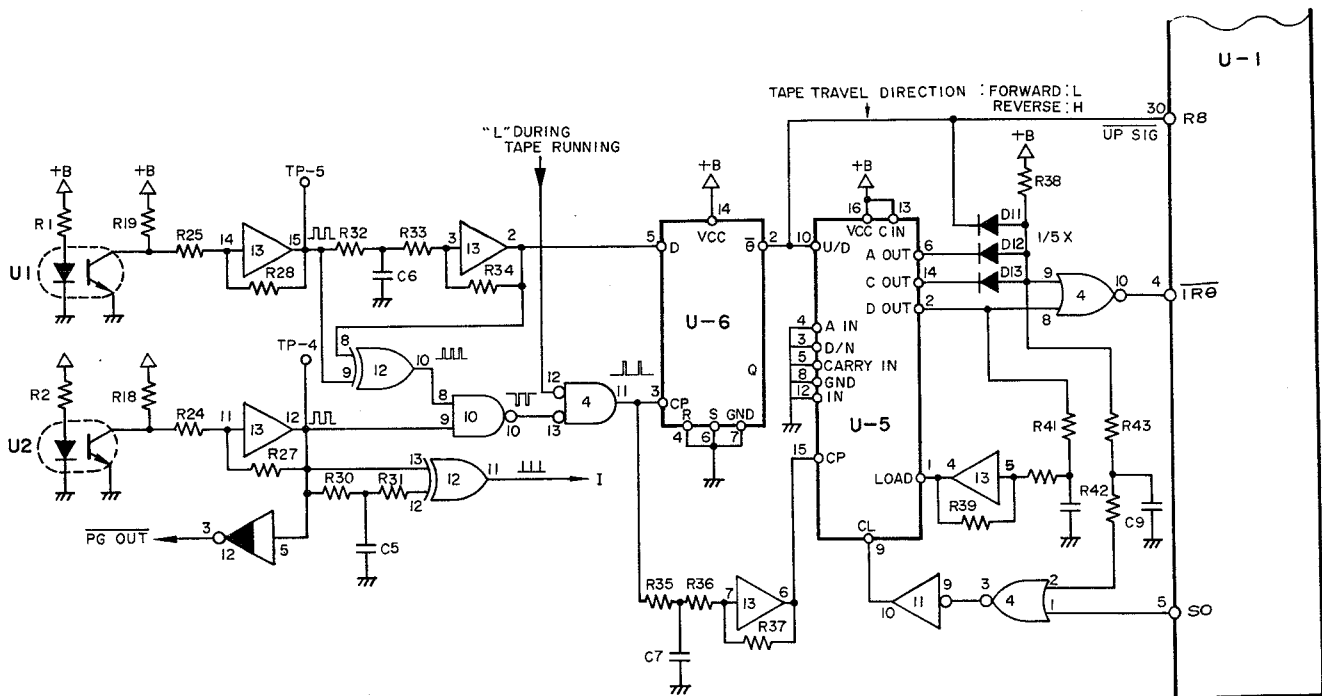 U-1
TAPE TRAVEL DIRECTION : FORWARD : L
REVERSE : H
30
R8
UP SIG
"L" DURING
TAPE RUNNING
+B
+B
TP-5
+B
+B
+B
R38
R1
R19
R25
14
13
15
R32
R33
3
13
2
R28
C6
R34
U1
5
D
14
VCC
Θ
2
U-6
Q
3
CP
R
S
GND
4
6
7
10
U/D
16
13
VCC
C IN
A OUT
6
C OUT
14
D OUT
2
D11
D12
D13
1/5 X
9
8
4
10
4
IRΘ
4
A IN
3
D/N
5
CARRY IN
8
GND
12
IN
U-5
15
CP
LOAD
1
4
13
5
R39
R41
R43
R42
C9
CL
9
TP-4
8
9
12
10
8
9
10
10
12
13
4
11
R2
R18
R24
11
13
12
R27
U2
13
12
12
11
I
R30
R31
C5
PG OUT
3
12
5
R35
R36
7
13
6
R37
C7
10
11
9
3
4
2
1
5
SO